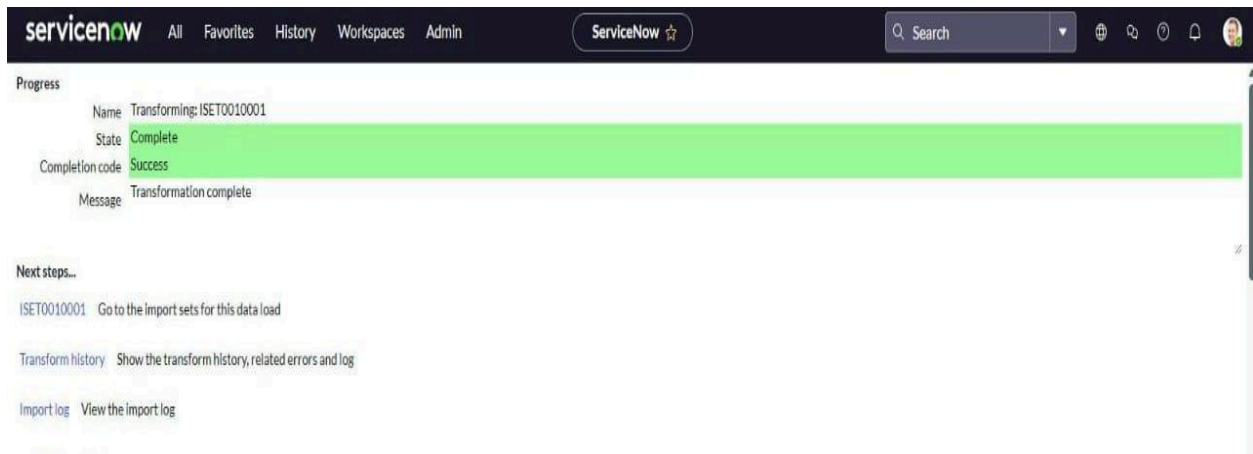 servicenow All Favorites History Workspaces Admin ServiceNow Search
Progress
Name Transforming: ISET0010001
State Complete
Completion code Success
Message Transformation complete
Next steps...
ISET0010001 Go to the import sets for this data load
Transform history Show the transform history, related errors and log
Import log View the import log